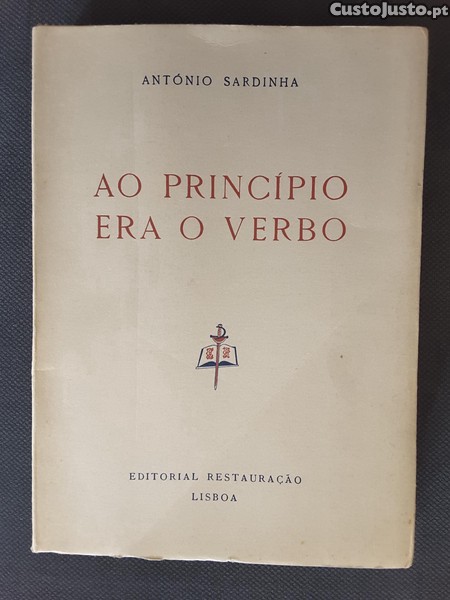 CustoJusto.pt
ANTÓNIO SARDINHA
AO PRINCÍPIO
ERA O VERBO
EDITORIAL RESTAURAÇÃO
LISBOA